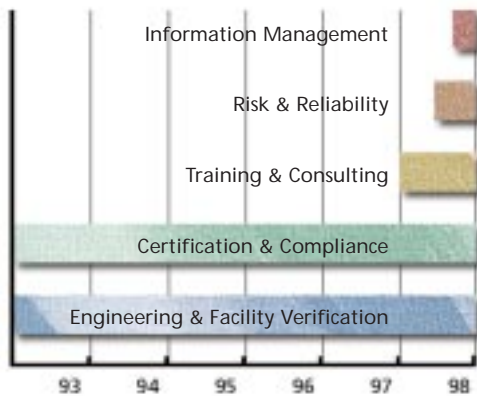 Information Management
Risk & Reliability
Training & Consulting
Certification & Compliance
Engineering & Facility Verification
93 94 95 96 97 98